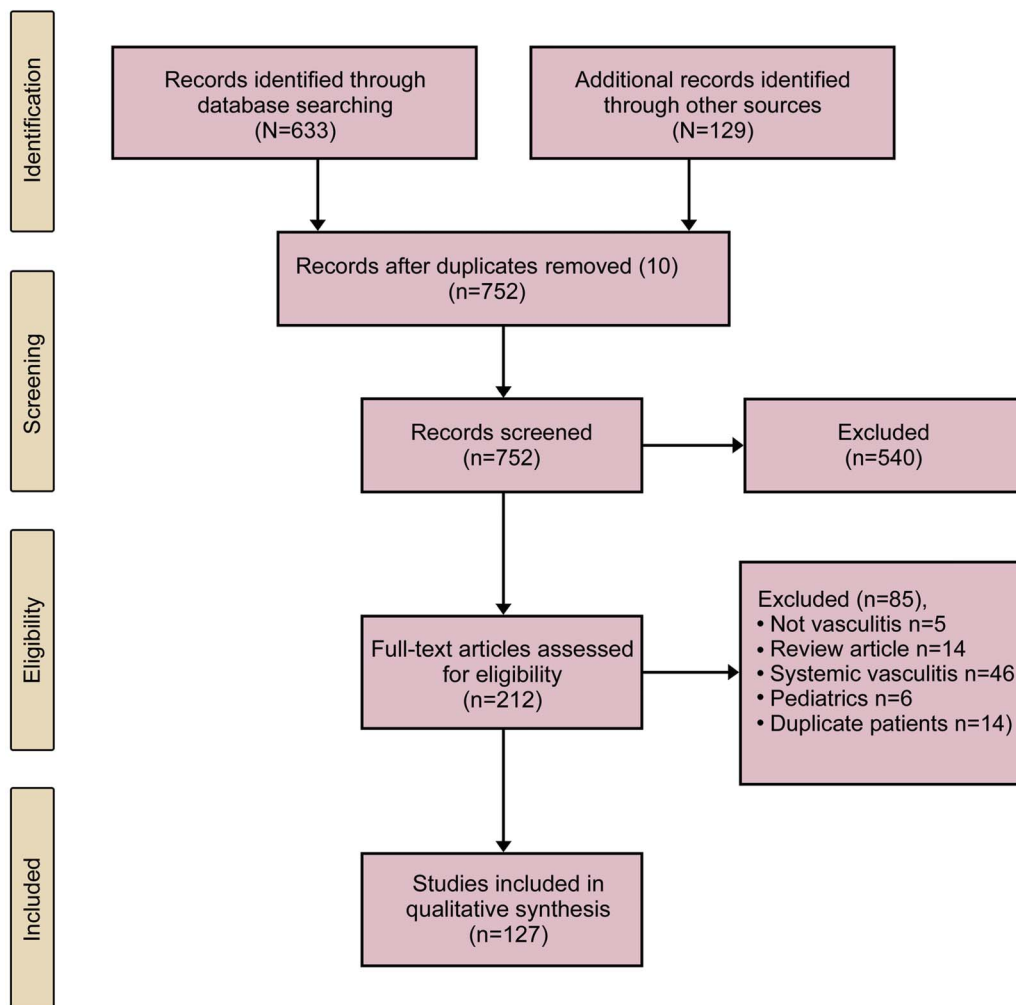 Identification
Records identified through
database searching
(N=633)
Additional records identified
through other sources
(N=129)
Records after duplicates removed (10)
(n=752)
Screening
Records screened
(n=752)
Excluded
(n=540)
Eligibility
Full-text articles assessed
for eligibility
(n=212)
Excluded (n=85),
• Not vasculitis n=5
• Review article n=14
• Systemic vasculitis n=46
• Pediatrics n=6
• Duplicate patients n=14)
Included
Studies included in
qualitative synthesis
(n=127)